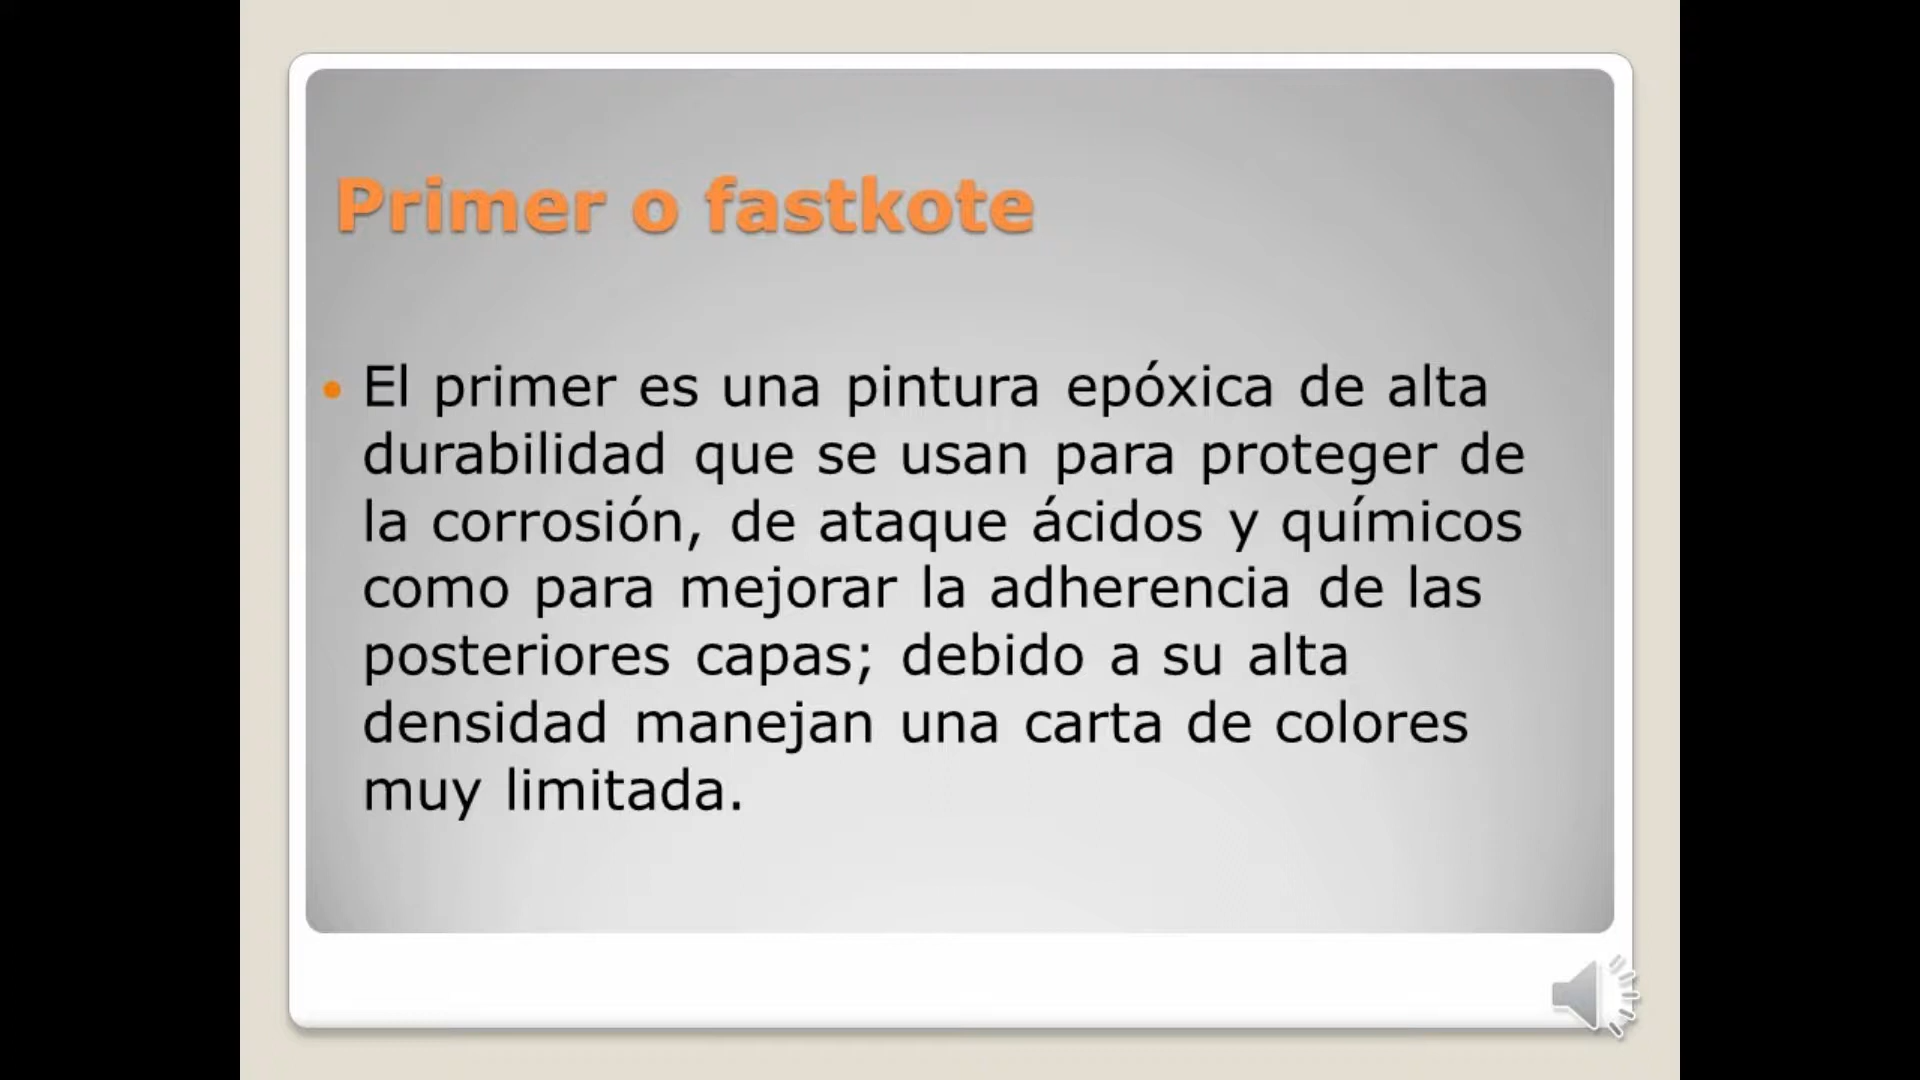 Primer o fastkote
• El primer es una pintura epóxica de alta
durabilidad que se usan para proteger de
la corrosión, de ataque ácidos y químicos
como para mejorar la adherencia de las
posteriores capas; debido a su alta
densidad manejan una carta de colores
muy limitada.